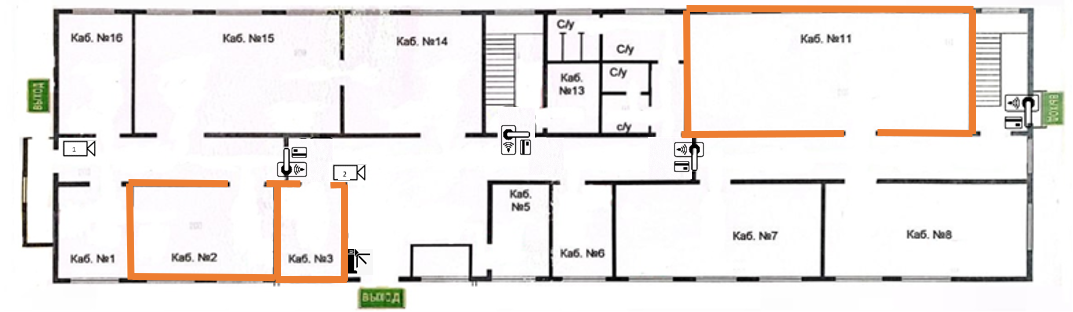 Каб. №16
Каб. №15
Каб. №14
С/у
С/у
С/у
с/у
Каб.
№13
Каб. №11
ВЫХОД
ВЫХОД
1
2
Каб. №1
Каб. №2
Каб. №3
Каб.
№5
Каб. №6
Каб. №7
Каб. №8
ВЫХОД